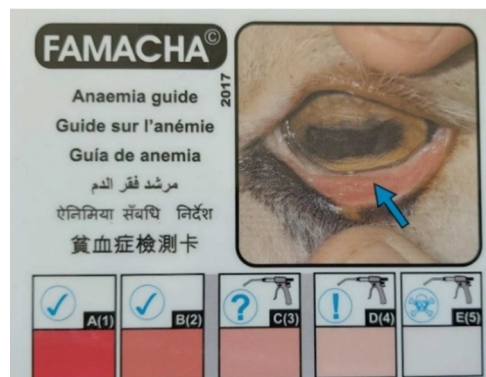 FAMACHA©
2017
Anaemia guide
Guide sur l'anémie
Guía de anemia
مرشد فقر الدم
ऐनिमिया सँबधि निर्देश
貧血症檢測卡
A(1)
B(2)
? C(3)
! D(4)
E(5)